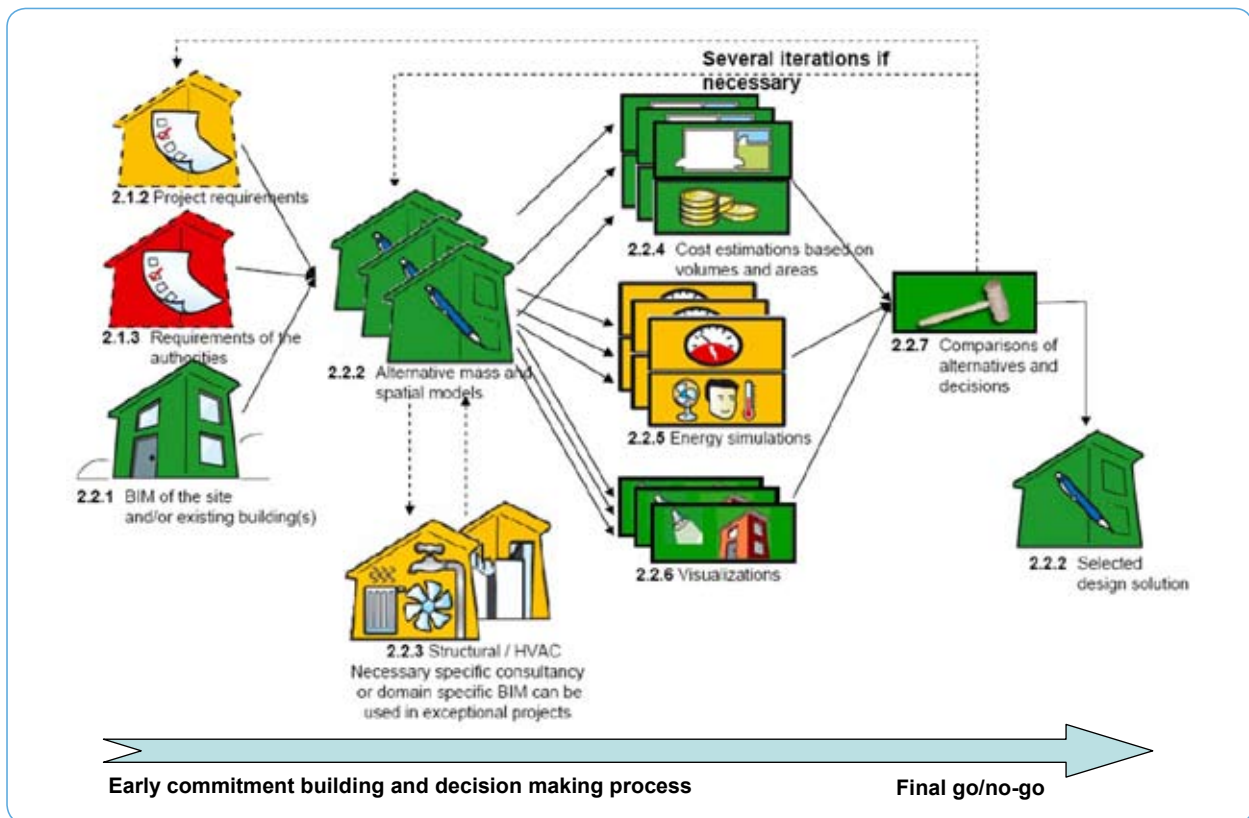 Several iterations if
necessary
2.1.2 Project requirements
2.1.3 Requirements of the
authorities
2.2.1 BIM of the site
and/or existing building(s)
2.2.2 Alternative mass and
spatial models
2.2.3 Structural / HVAC
Necessary specific consultancy
or domain specific BIM can be
used in exceptional projects
2.2.4 Cost estimations based on
volumes and areas
2.2.5 Energy simulations
2.2.6 Visualizations
2.2.7 Comparisons of
alternatives and
decisions
2.2.2 Selected
design solution
Early commitment building and decision making process
Final go/no-go